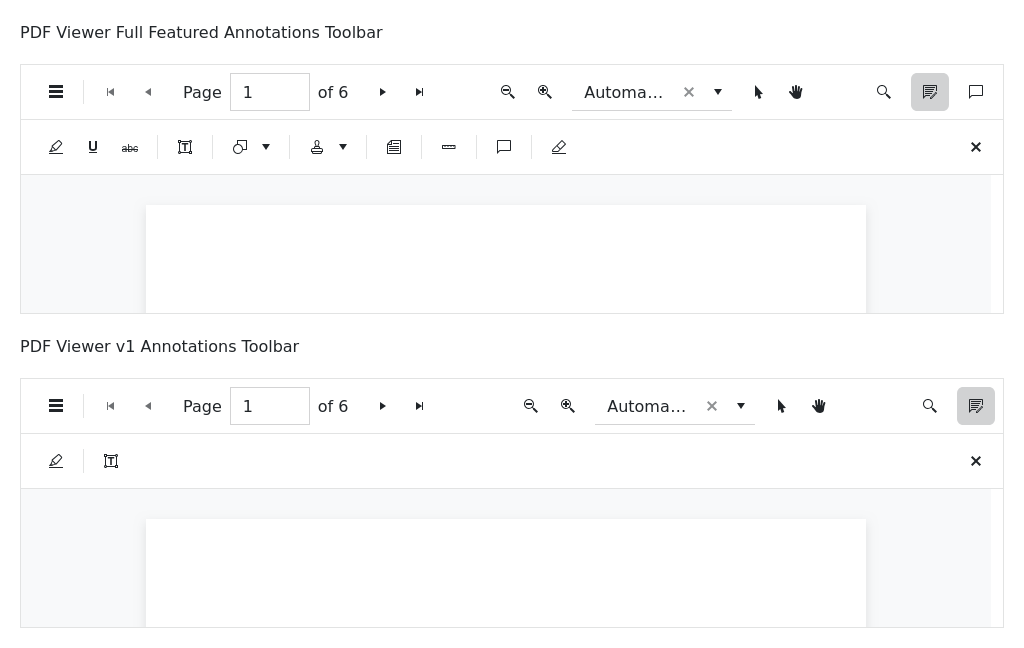 PDF Viewer Full Featured Annotations Toolbar
Page 1 of 6 Automa...
U abc T
PDF Viewer v1 Annotations Toolbar
Page 1 of 6 Automa...
T